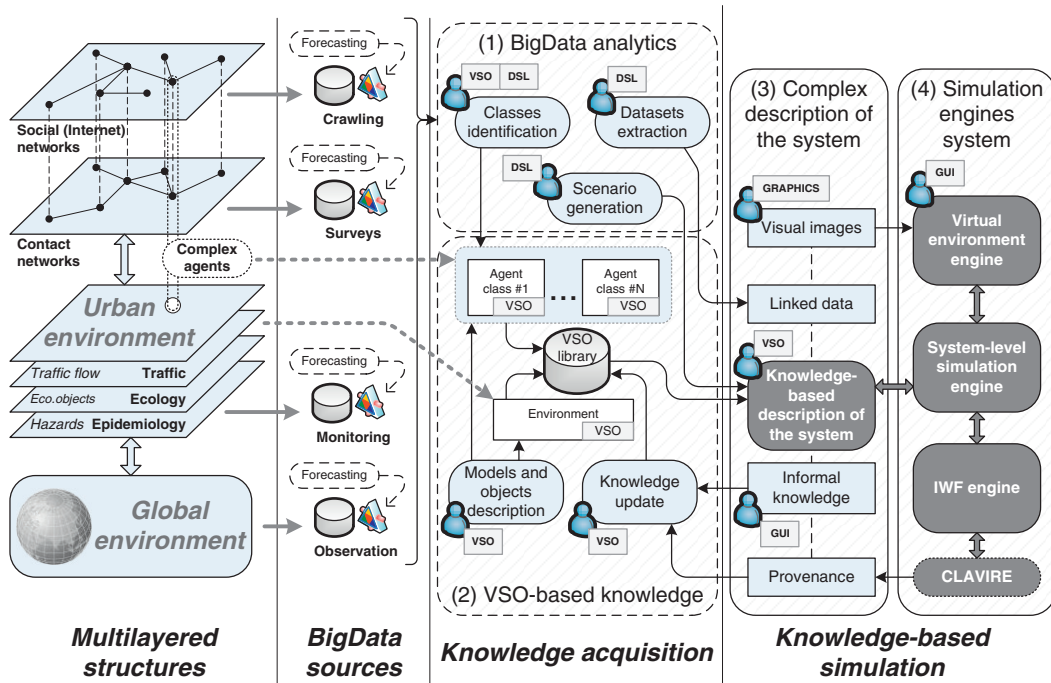 Social (Internet)
networks
Contact
networks
Complex
agents
Urban
environment
Traffic flow Traffic
Eco.objects Ecology
Hazards Epidemiology
Global
environment
Multilayered
structures
Forecasting
Crawling
Forecasting
Surveys
Forecasting
Monitoring
Forecasting
Observation
BigData
sources
(1) BigData analytics
VSO DSL
Classes
identification
DSL
Datasets
extraction
DSL
Scenario
generation
Agent
class #1
VSO
...
Agent
class #N
VSO
VSO
library
Environment
VSO
Models and
objects
description
VSO
Knowledge
update
VSO
(2) VSO-based knowledge
Knowledge acquisition
(3) Complex
description of
the system
GRAPHICS
Visual images
Linked data
VSO
Knowledge-
based
description of
the system
Informal
knowledge
GUI
Provenance
(4) Simulation
engines
system
GUI
Virtual
environment
engine
System-level
simulation
engine
IWF engine
CLAVIRE
Knowledge-based
simulation